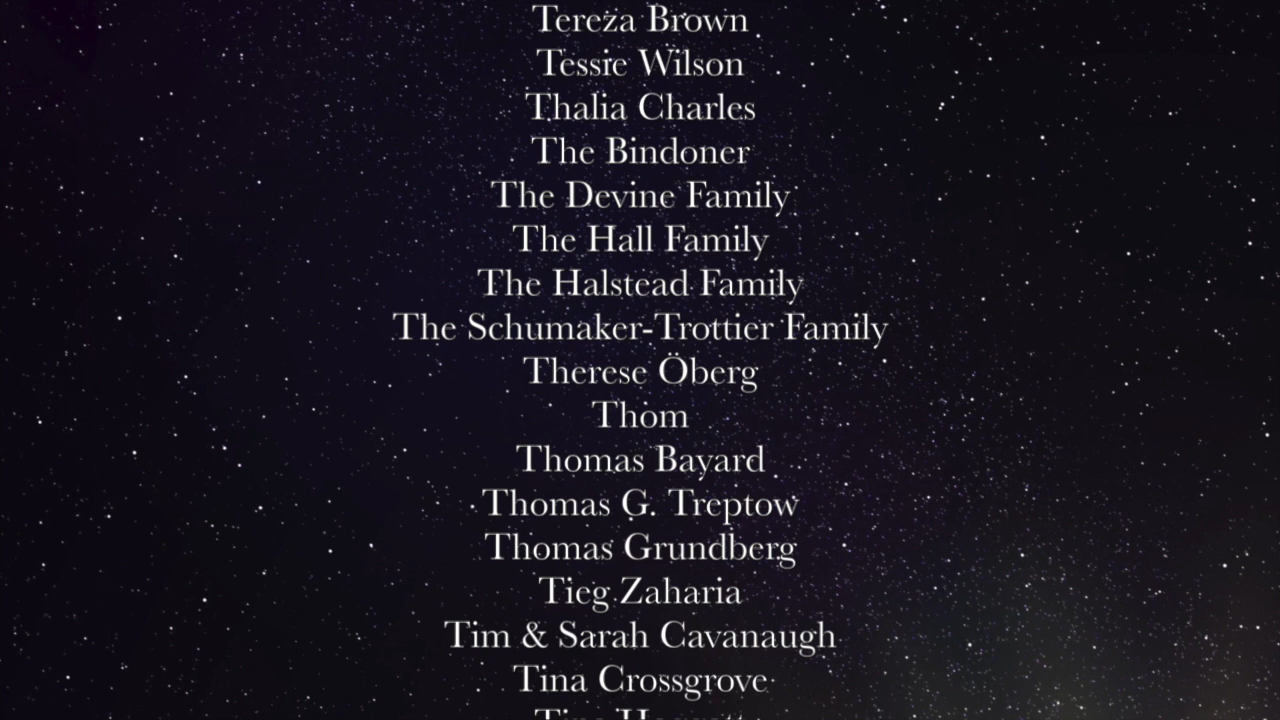 Tereza Brown
Tessie Wilson
Thalia Charles
The Bindoner
The Devine Family
The Hall Family
The Halstead Family
The Schumaker-Trottier Family
Therese Öberg
Thom
Thomas Bayard
Thomas G. Treptow
Thomas Grundberg
Tieg Zaharia
Tim & Sarah Cavanaugh
Tina Crossgrove